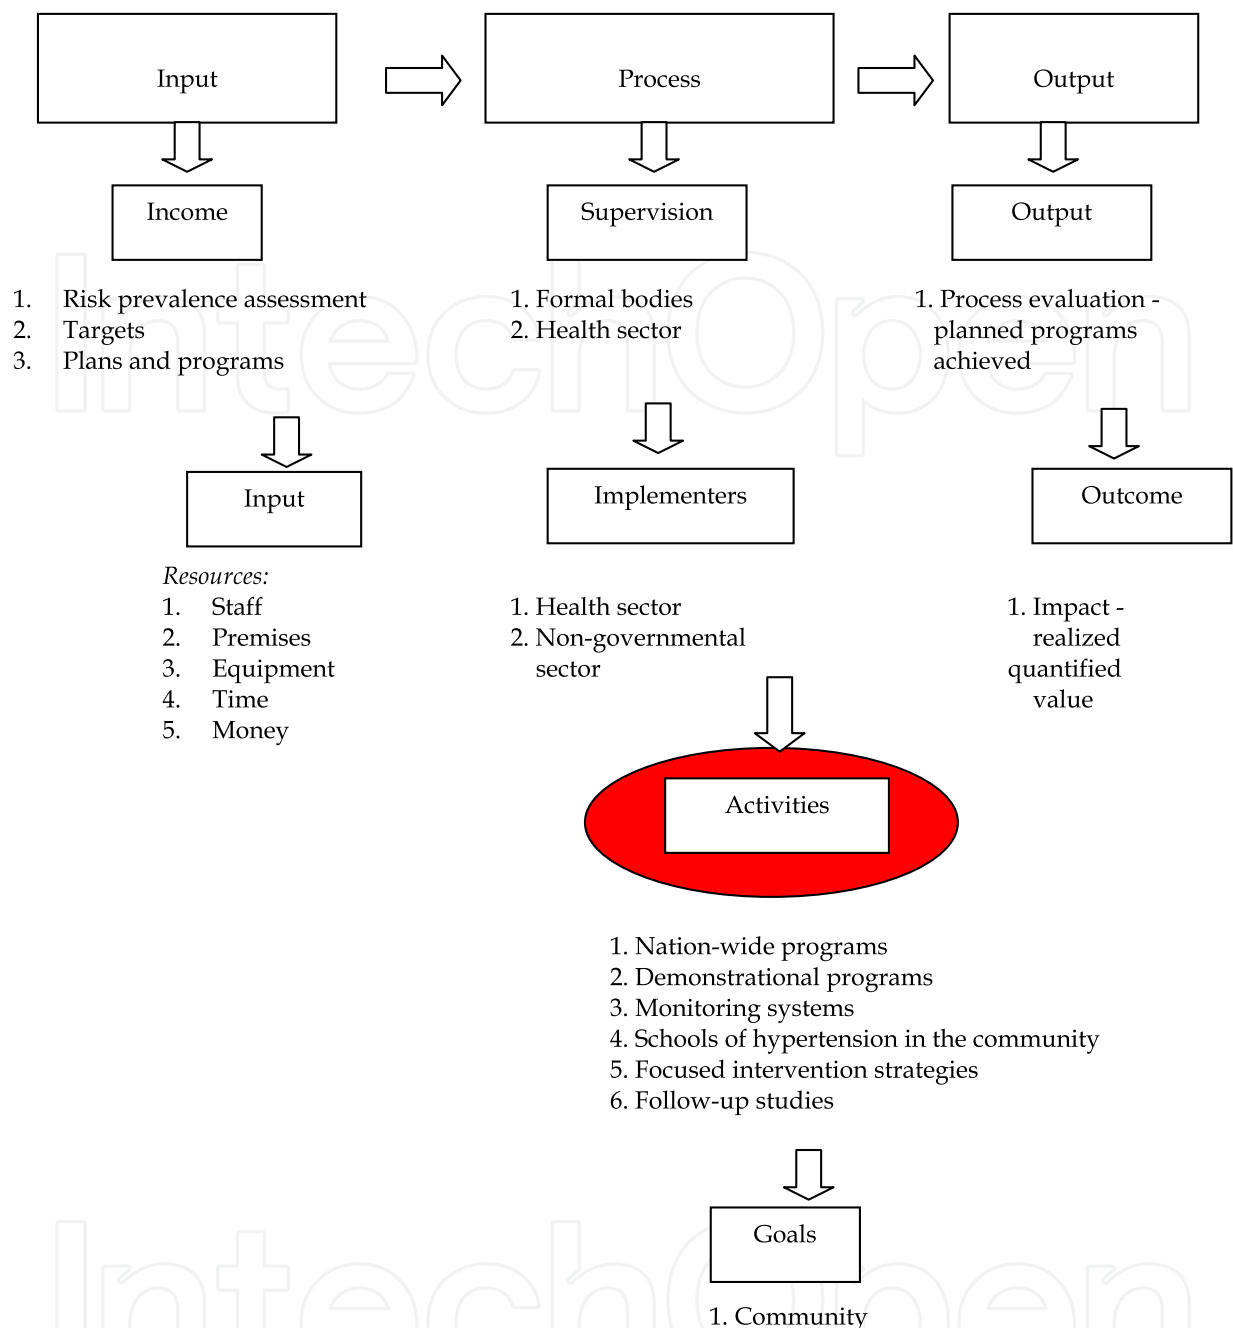 Input
Process
Output
Income
Supervision
Output
1. Risk prevalence assessment
2. Targets
3. Plans and programs
1. Formal bodies
2. Health sector
1. Process evaluation -
planned programs
achieved
Input
Implementers
Outcome
Resources:
1. Staff
2. Premises
3. Equipment
4. Time
5. Money
1. Health sector
2. Non-governmental
sector
1. Impact -
realized
quantified
value
Activities
1. Nation-wide programs
2. Demonstrational programs
3. Monitoring systems
4. Schools of hypertension in the community
5. Focused intervention strategies
6. Follow-up studies
Goals
1. Community
IntechOpen
IntechOpen